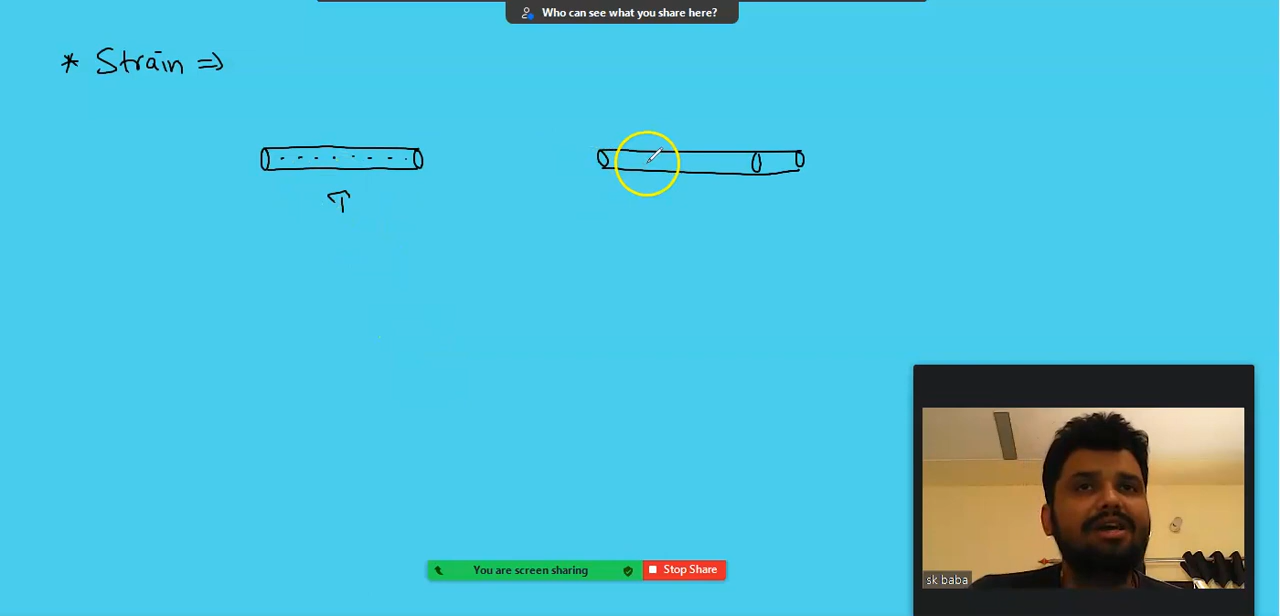 Who can see what you share here?
* Strain ⇒
sk baba
You are screen sharing Stop Share